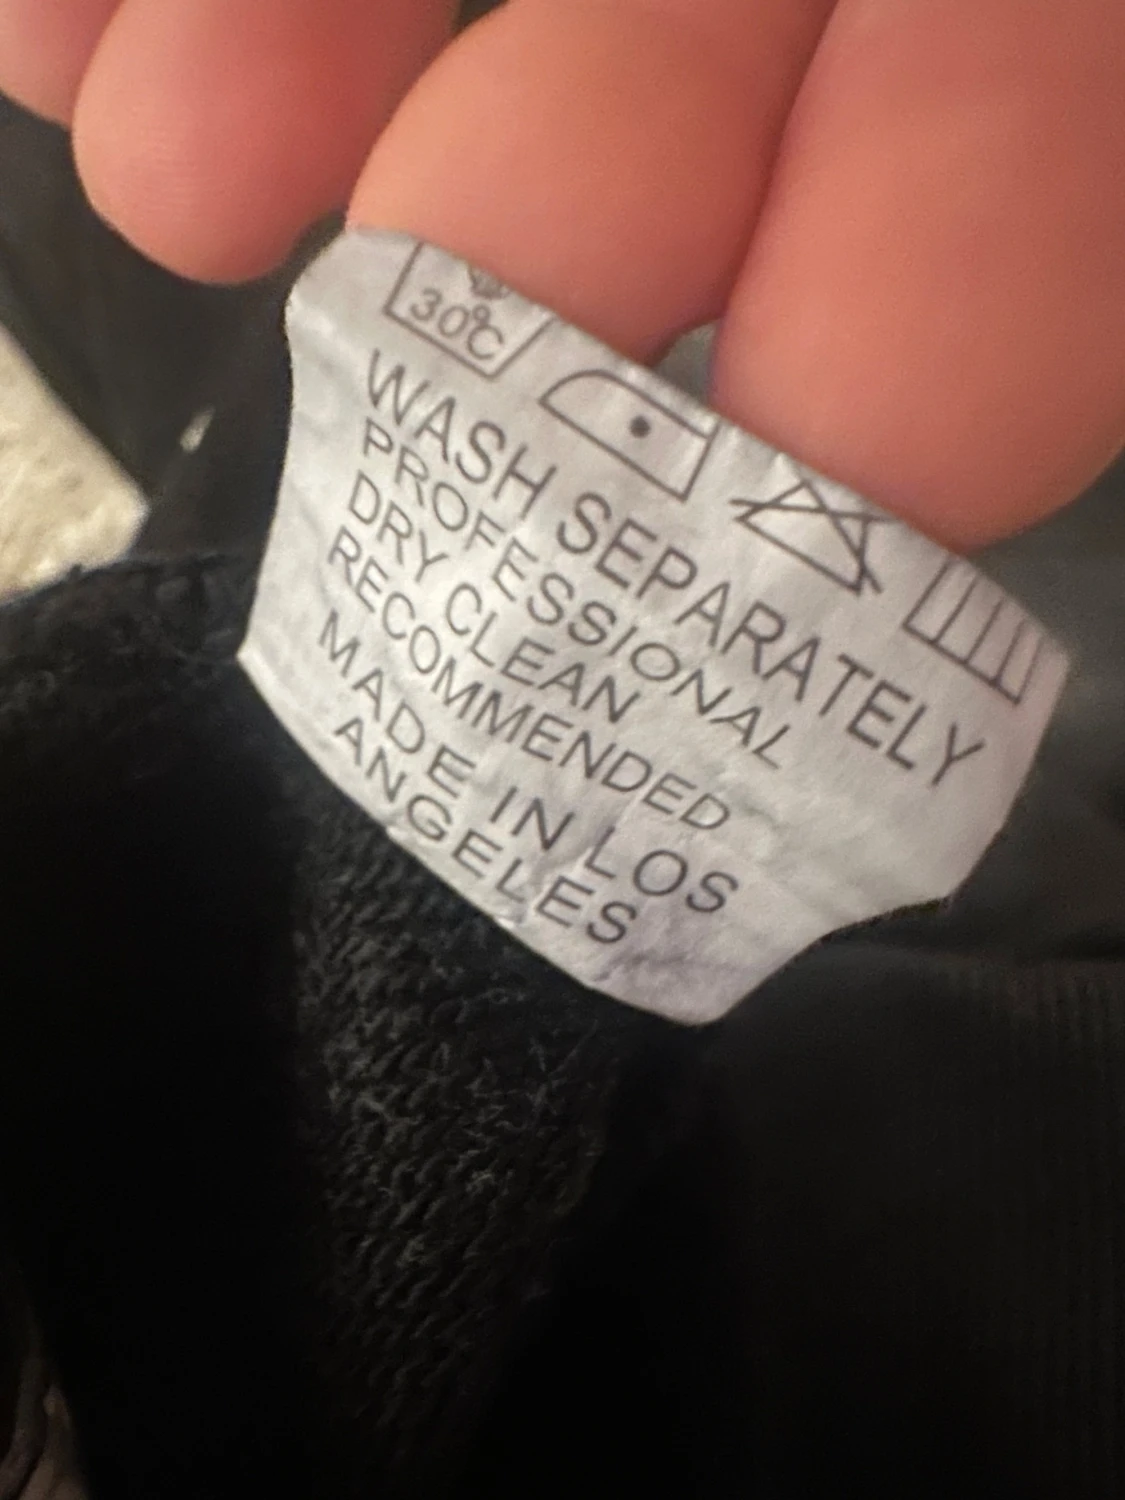 30°C
WASH SEPARATELY
PROFESSIONAL
DRY CLEAN
RECOMMENDED
MADE IN LOS
ANGELES